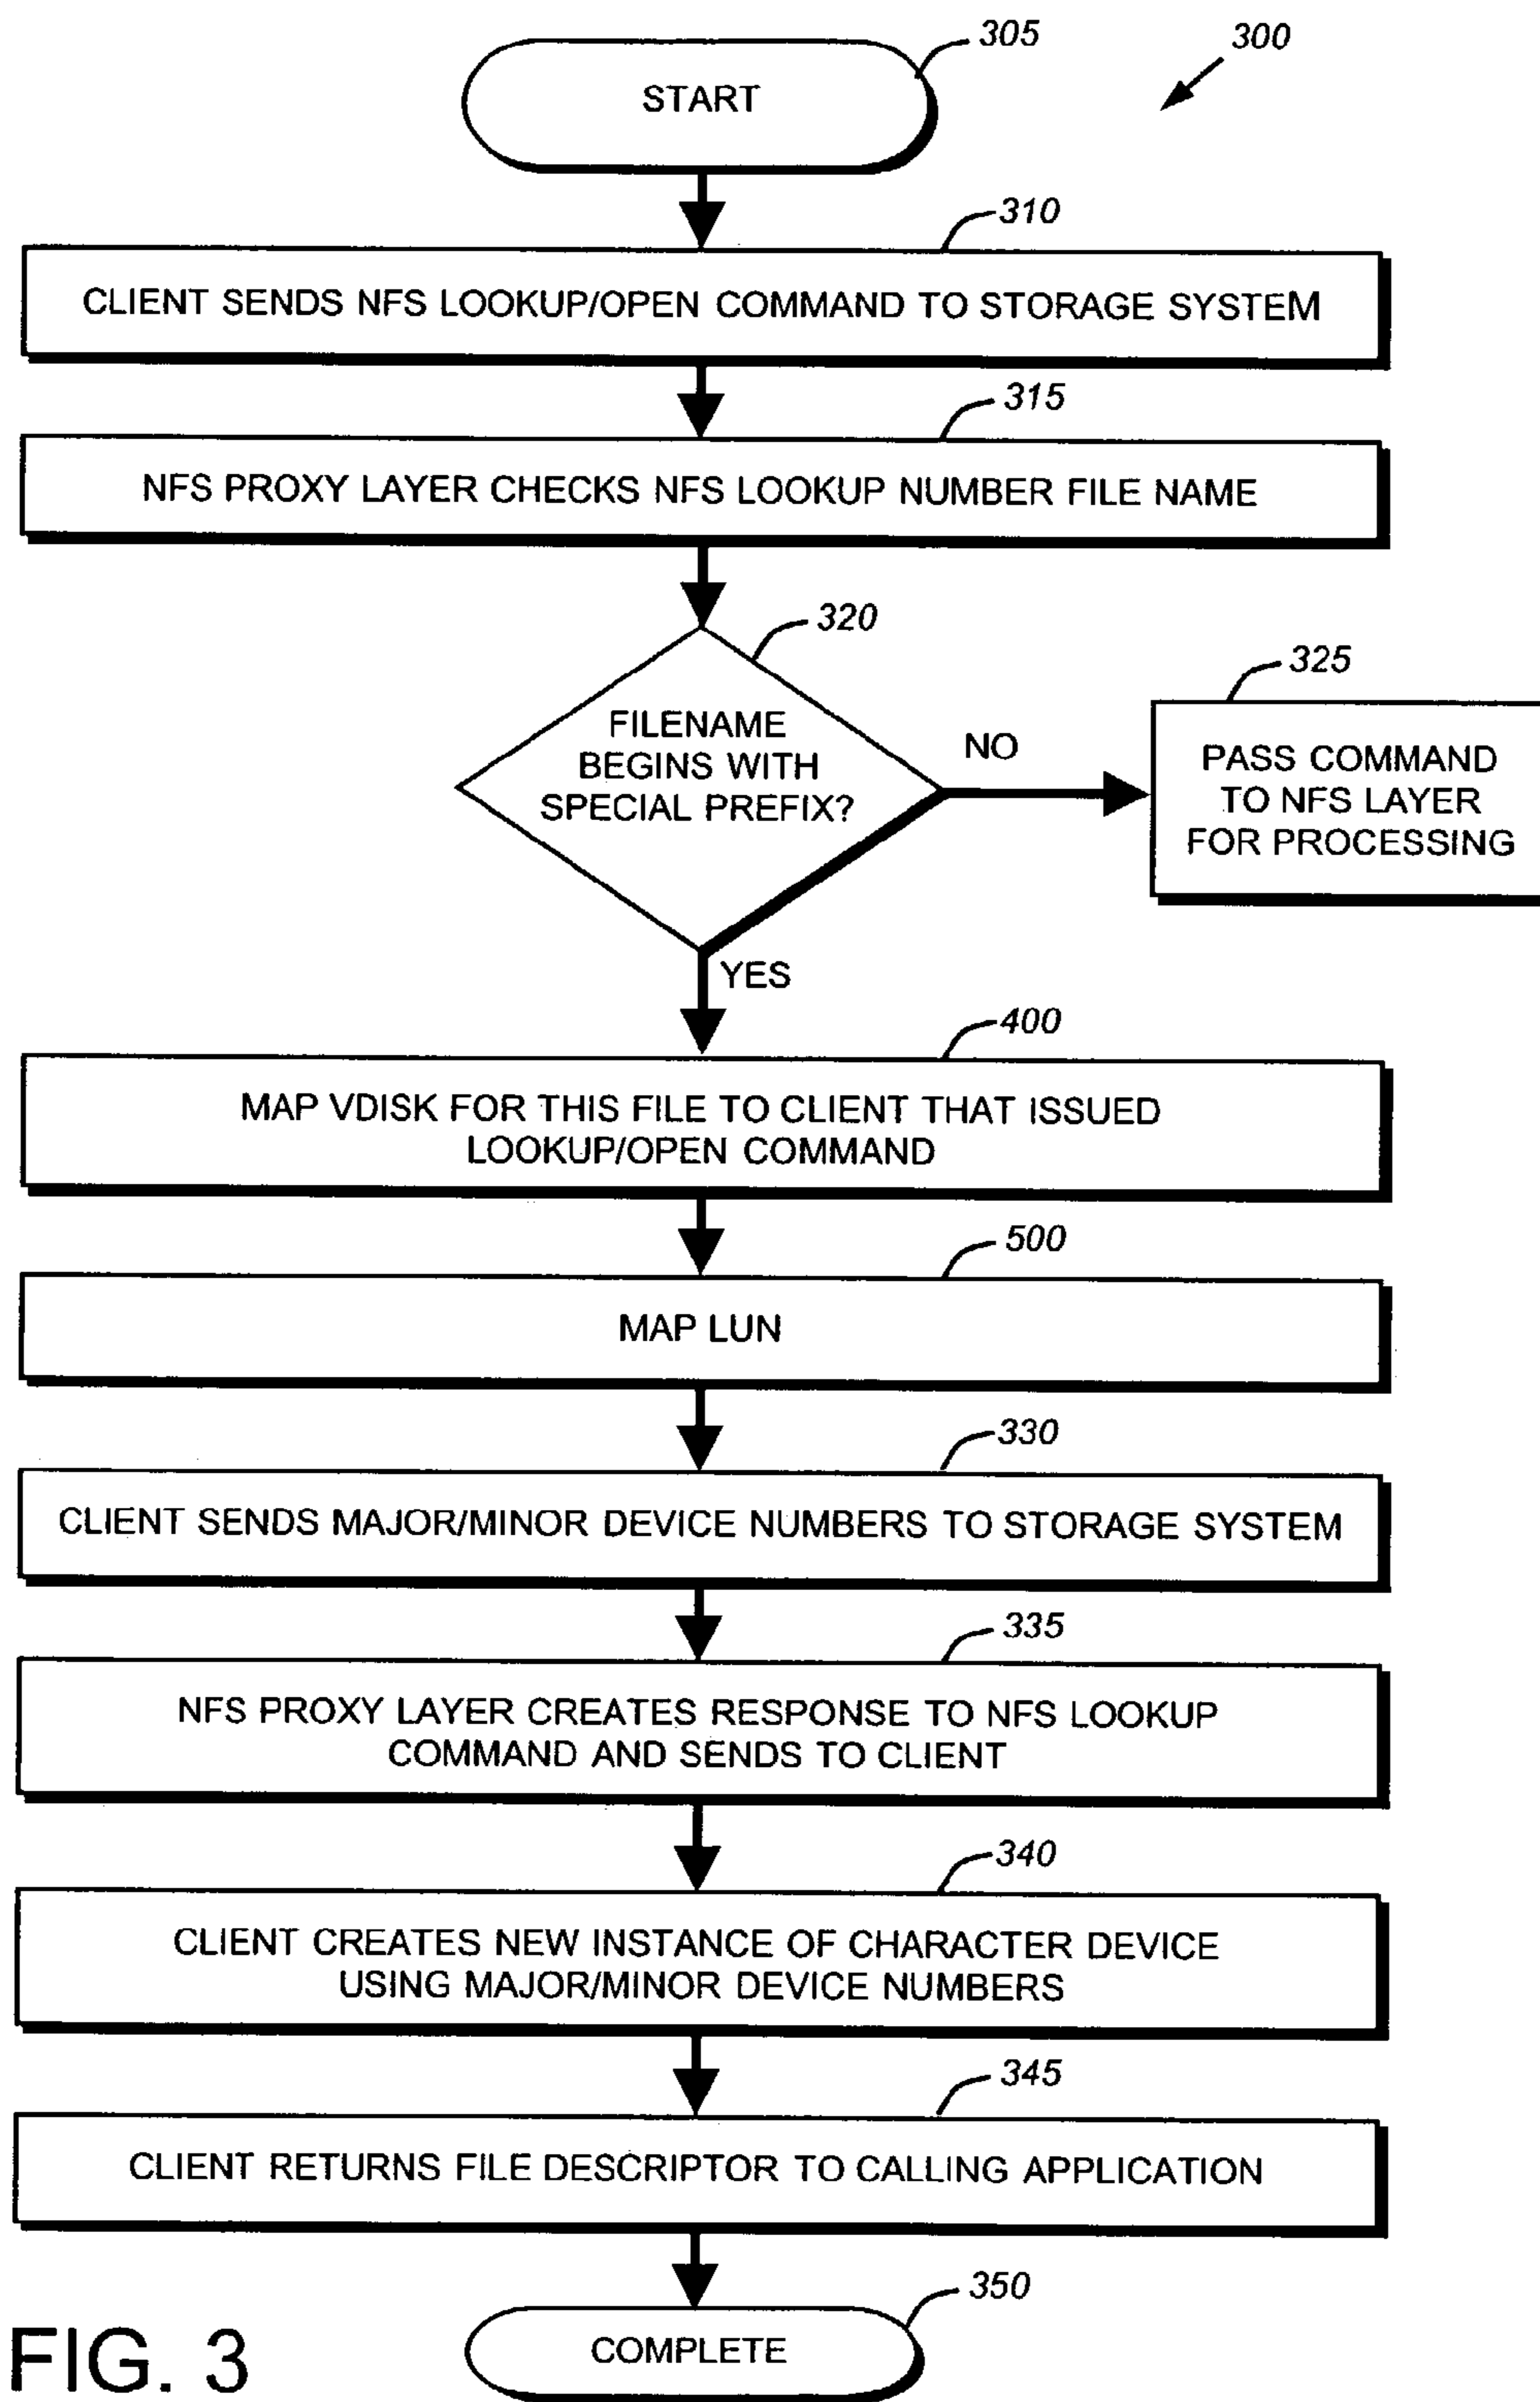 305
300
START
310
CLIENT SENDS NFS LOOKUP/OPEN COMMAND TO STORAGE SYSTEM
315
NFS PROXY LAYER CHECKS NFS LOOKUP NUMBER FILE NAME
320
FILENAME
BEGINS WITH
SPECIAL PREFIX?
NO
325
PASS COMMAND
TO NFS LAYER
FOR PROCESSING
YES
400
MAP VDISK FOR THIS FILE TO CLIENT THAT ISSUED
LOOKUP/OPEN COMMAND
500
MAP LUN
330
CLIENT SENDS MAJOR/MINOR DEVICE NUMBERS TO STORAGE SYSTEM
335
NFS PROXY LAYER CREATES RESPONSE TO NFS LOOKUP
COMMAND AND SENDS TO CLIENT
340
CLIENT CREATES NEW INSTANCE OF CHARACTER DEVICE
USING MAJOR/MINOR DEVICE NUMBERS
345
CLIENT RETURNS FILE DESCRIPTOR TO CALLING APPLICATION
350
COMPLETE
FIG. 3